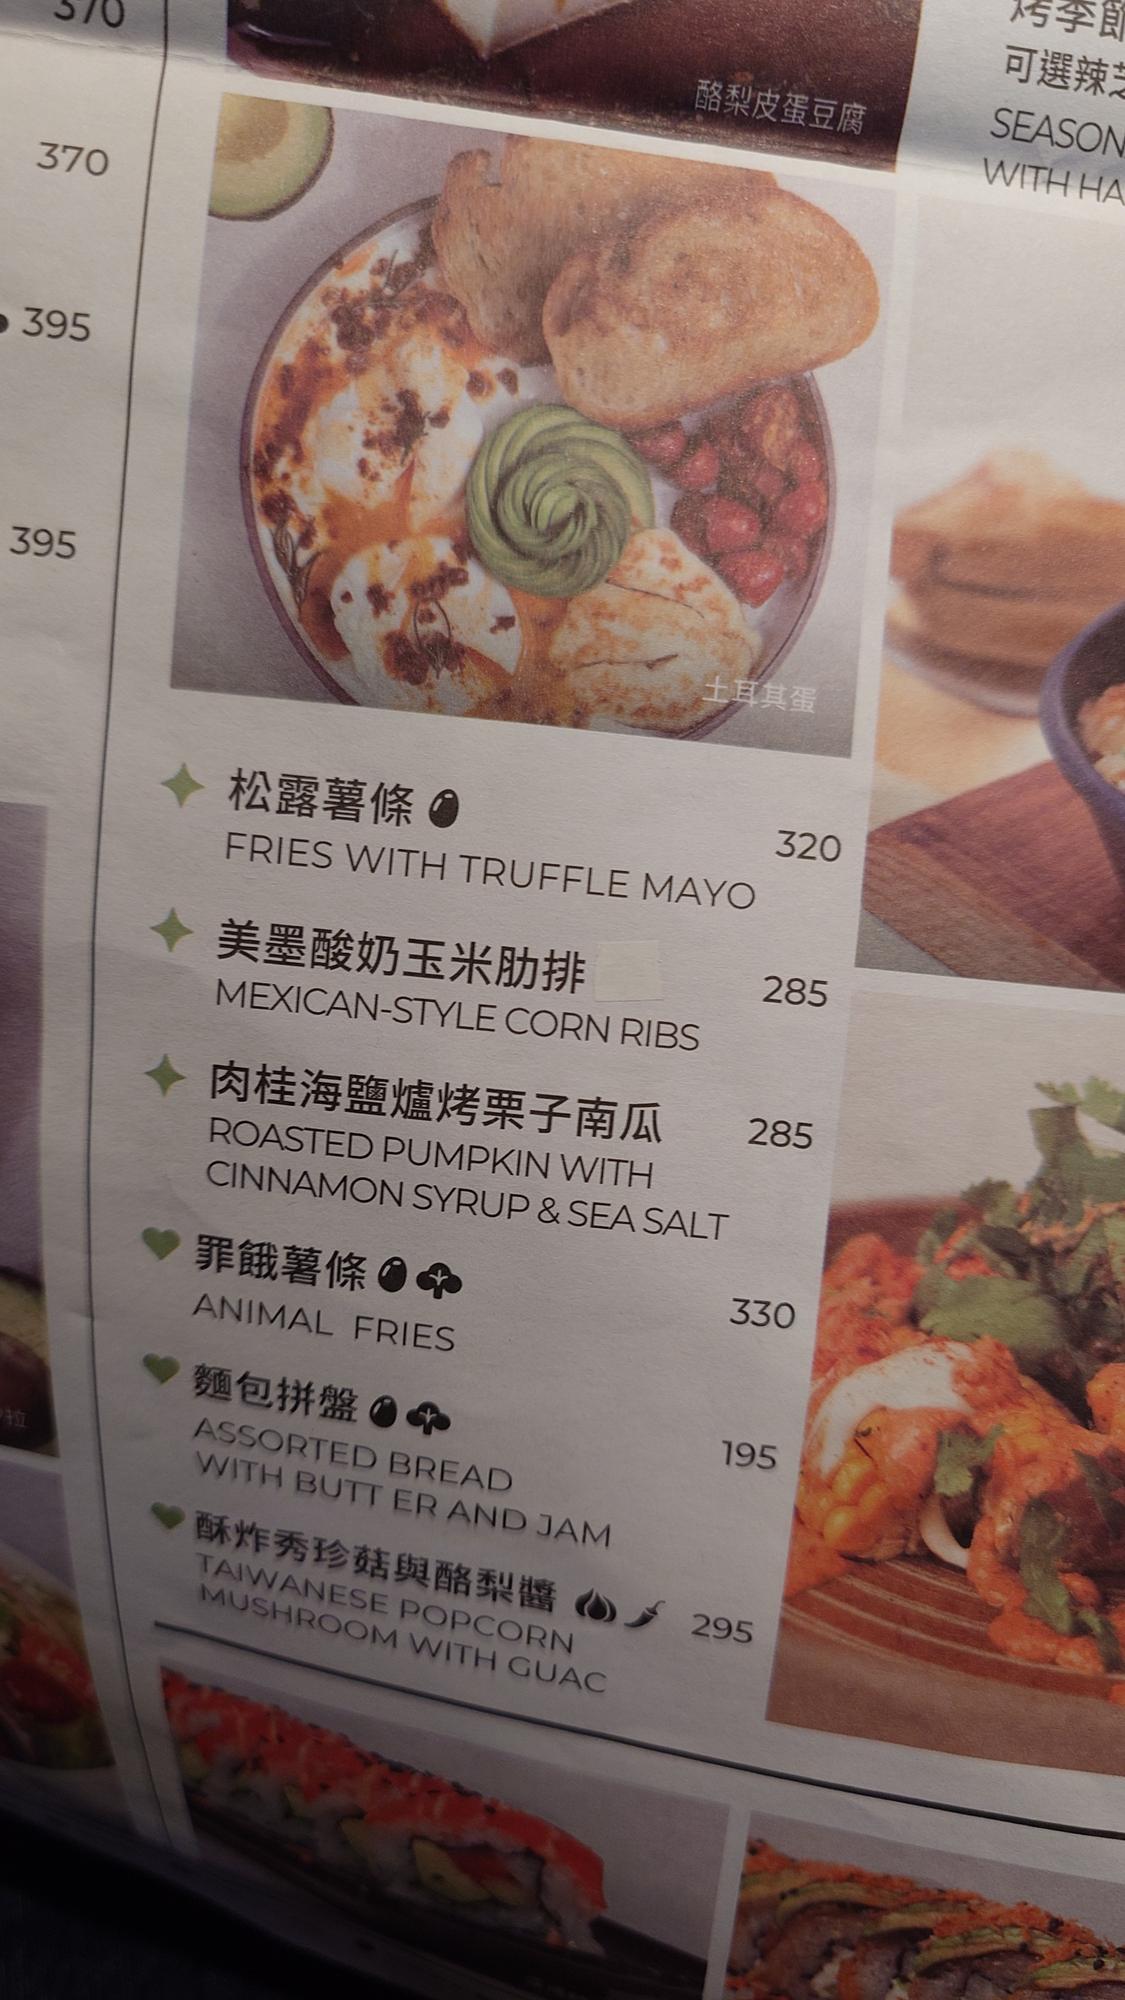 370
370
395
395
酪梨皮蛋豆腐
烤季節
可選辣
SEASON
WITH HA
土耳其蛋
松露薯條
320
FRIES WITH TRUFFLE MAYO
美墨酸奶玉米肋排
285
MEXICAN-STYLE CORN RIBS
肉桂海鹽爐烤栗子南瓜
285
ROASTED PUMPKIN WITH
CINNAMON SYRUP & SEA SALT
罪餓薯條
330
ANIMAL FRIES
麵包拼盤
195
ASSORTED BREAD
WITH BUTT ER AND JAM
酥炸秀珍菇與酪梨醬
295
TAIWANESE POPCORN
MUSHROOM WITH GUAC
拉